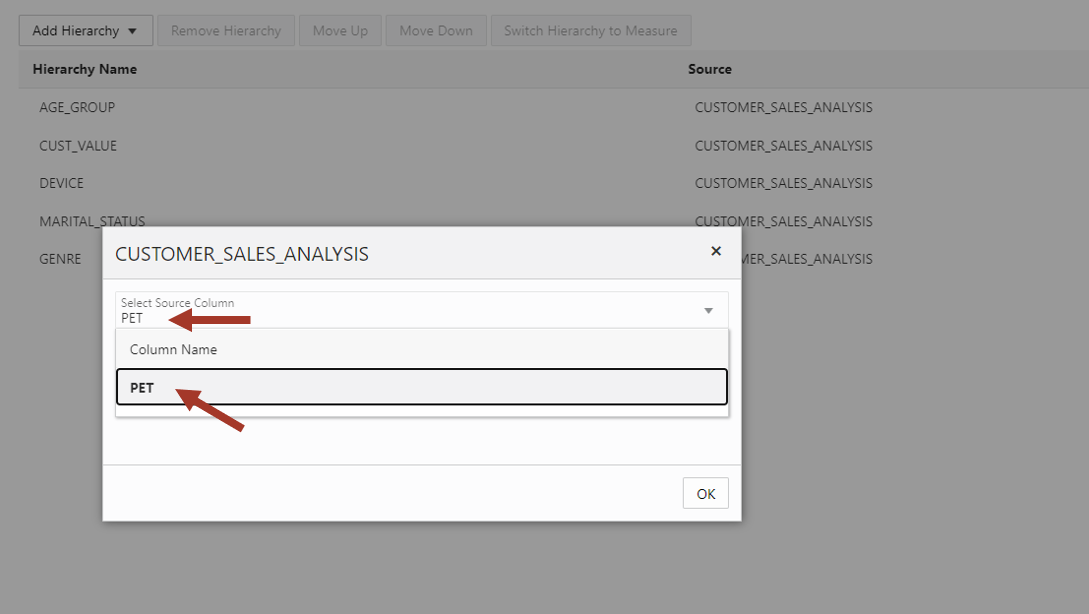 Add Hierarchy Remove Hierarchy Move Up Move Down Switch Hierarchy to Measure
Hierarchy Name Source
AGE_GROUP CUSTOMER_SALES_ANALYSIS
CUST_VALUE CUSTOMER_SALES_ANALYSIS
DEVICE CUSTOMER_SALES_ANALYSIS
MARITAL_STATUS CUSTOMER_SALES_ANALYSIS
GENRE MER_SALES_ANALYSIS
CUSTOMER_SALES_ANALYSIS
Select Source Column
PET
Column Name
PET
OK